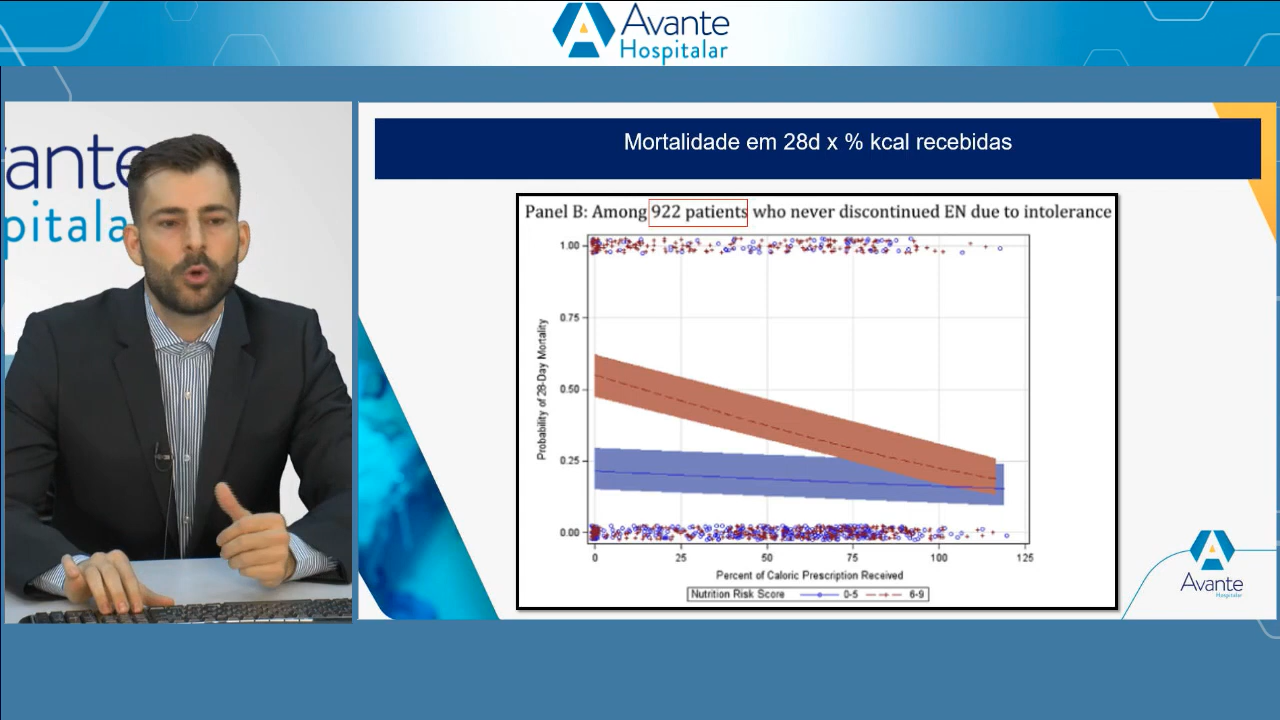 Avante
Hospitalar
vante
spitala
Mortalidade em 28d x % kcal recebidas
Panel B: Among 922 patients who never discontinued EN due to intolerance
1.00
0.75
0.50
0.25
0.00
Probability of 28-Day Mortality
0 25 50 75 100 125
Percent of Caloric Prescription Received
Nutrition Risk Score 0-5 6-9
Avante
Hospitalar